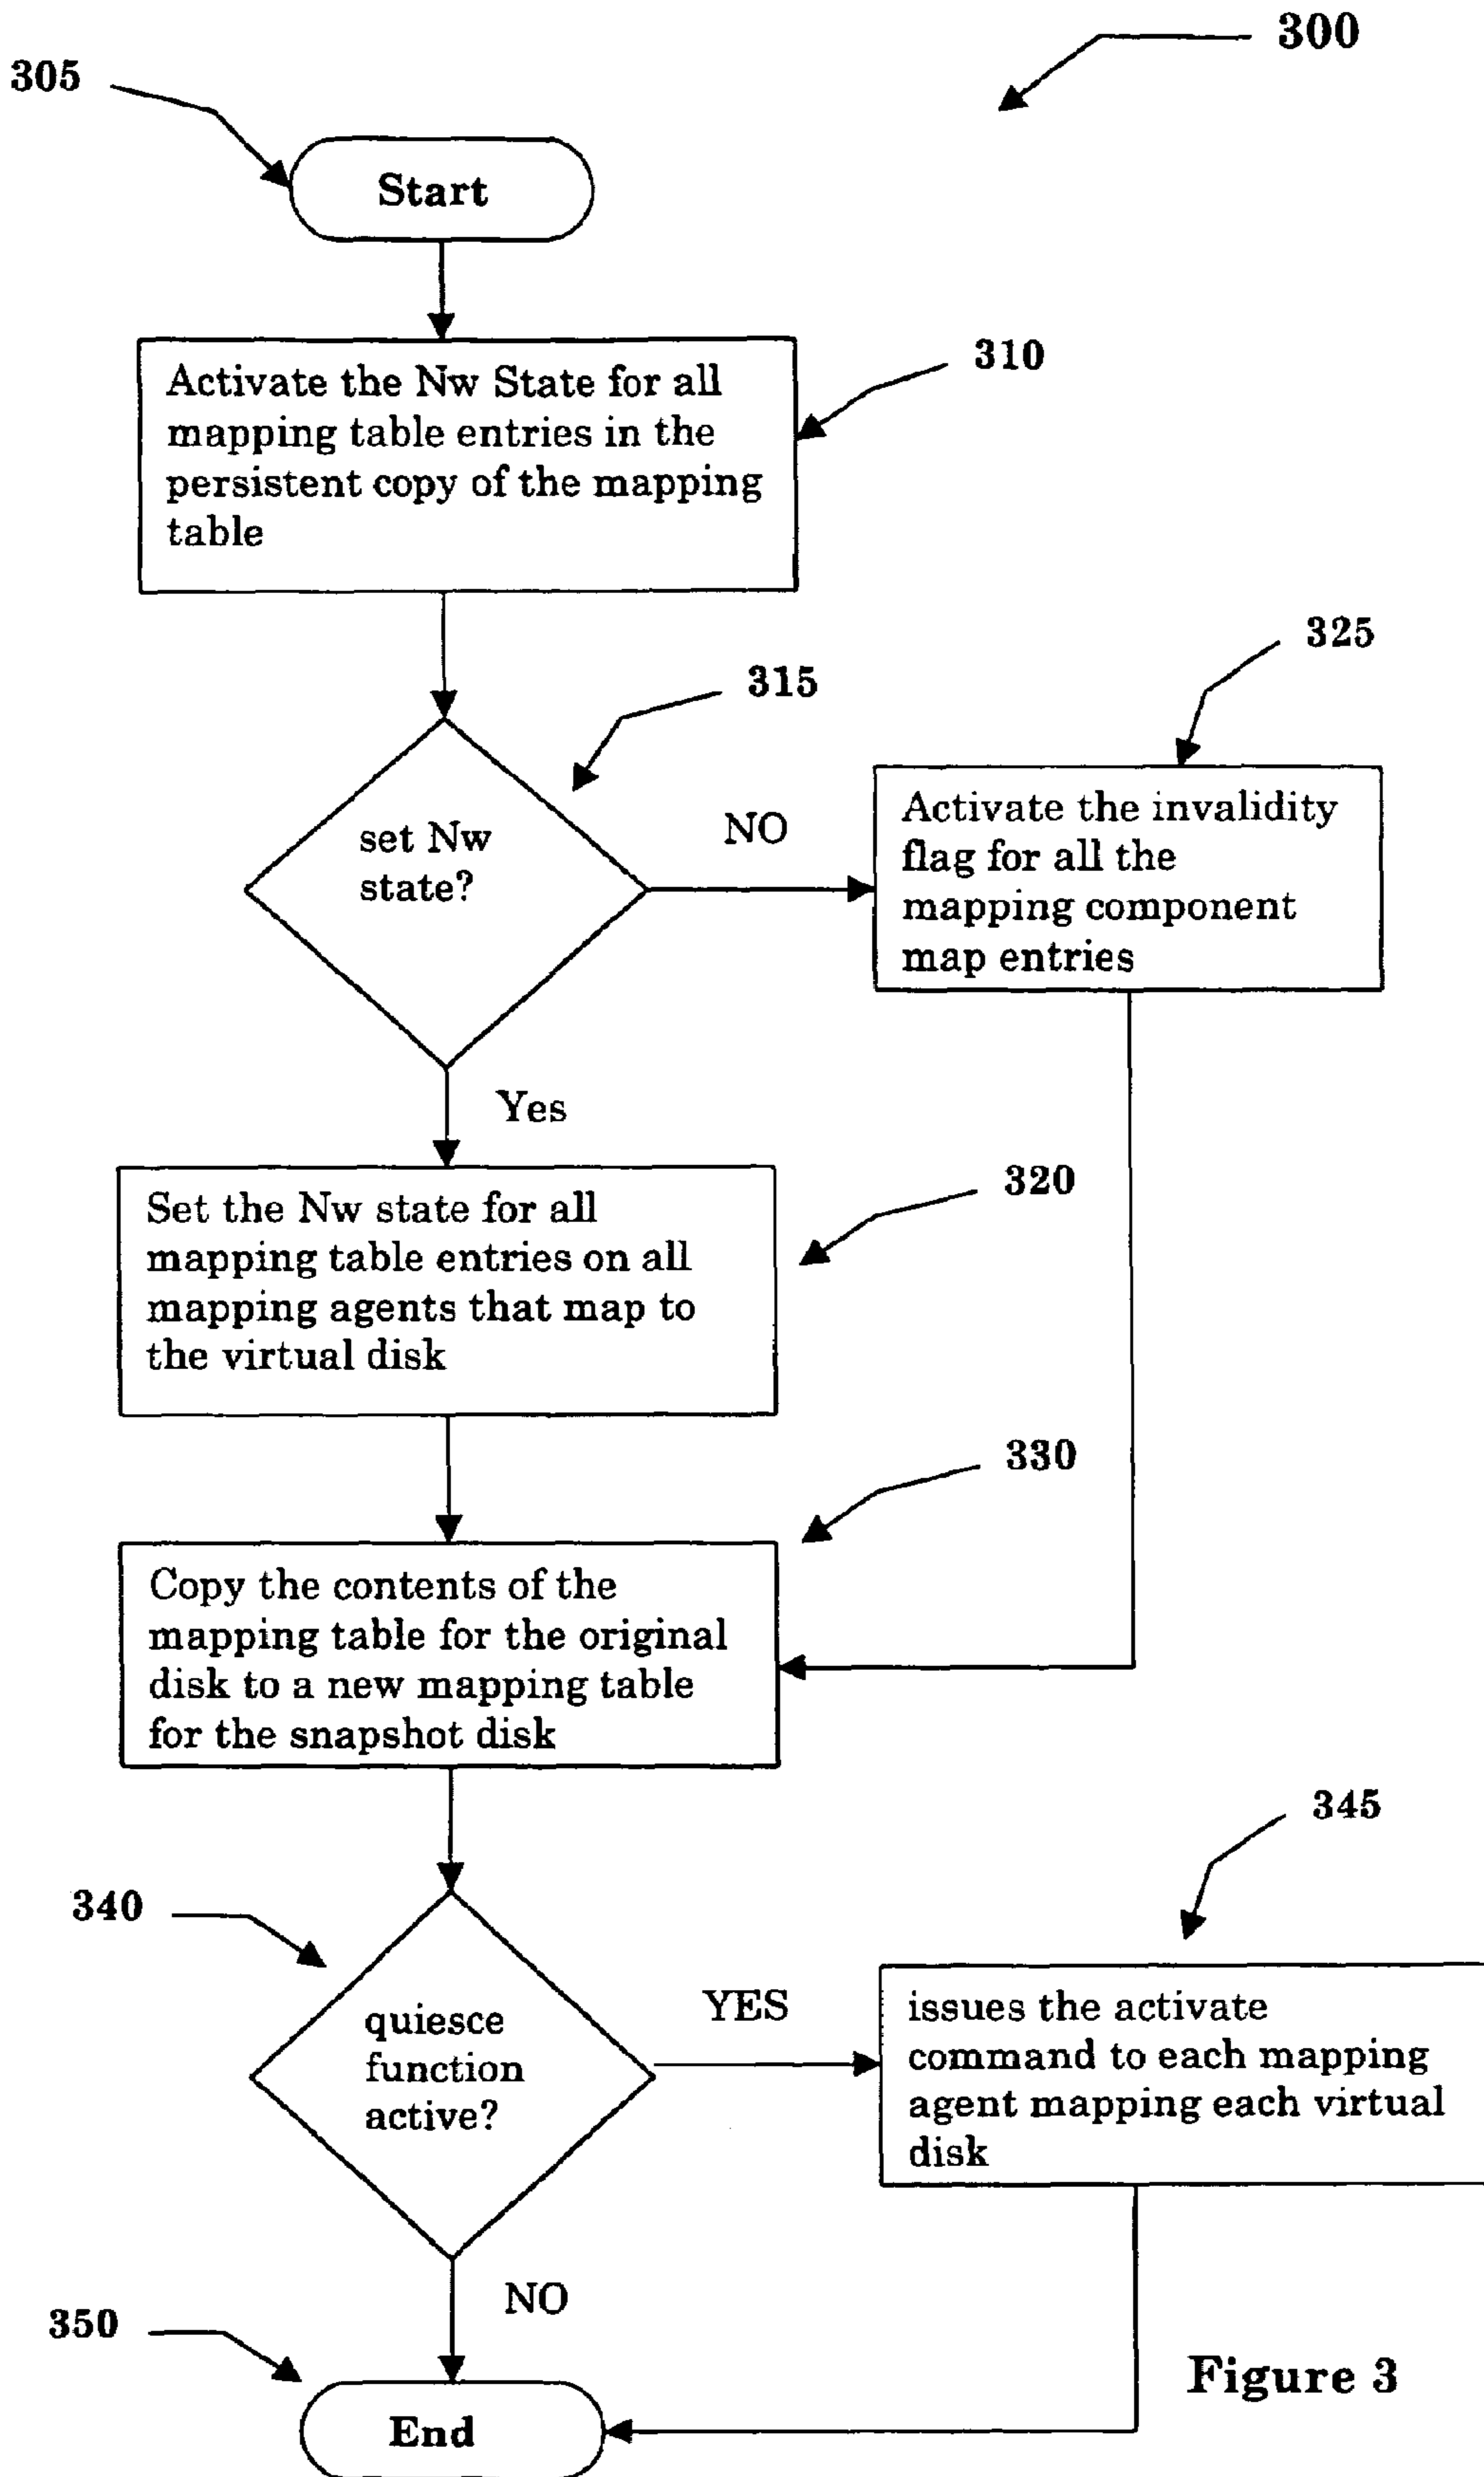 300
305
Start
310
Activate the Nw State for all
mapping table entries in the
persistent copy of the mapping
table
325
315
set Nw
state?
NO
Activate the invalidity
flag for all the
mapping component
map entries
Yes
320
Set the Nw state for all
mapping table entries on all
mapping agents that map to
the virtual disk
330
Copy the contents of the
mapping table for the original
disk to a new mapping table
for the snapshot disk
345
340
quiesce
function
active?
YES
issues the activate
command to each mapping
agent mapping each virtual
disk
NO
350
End
Figure 3